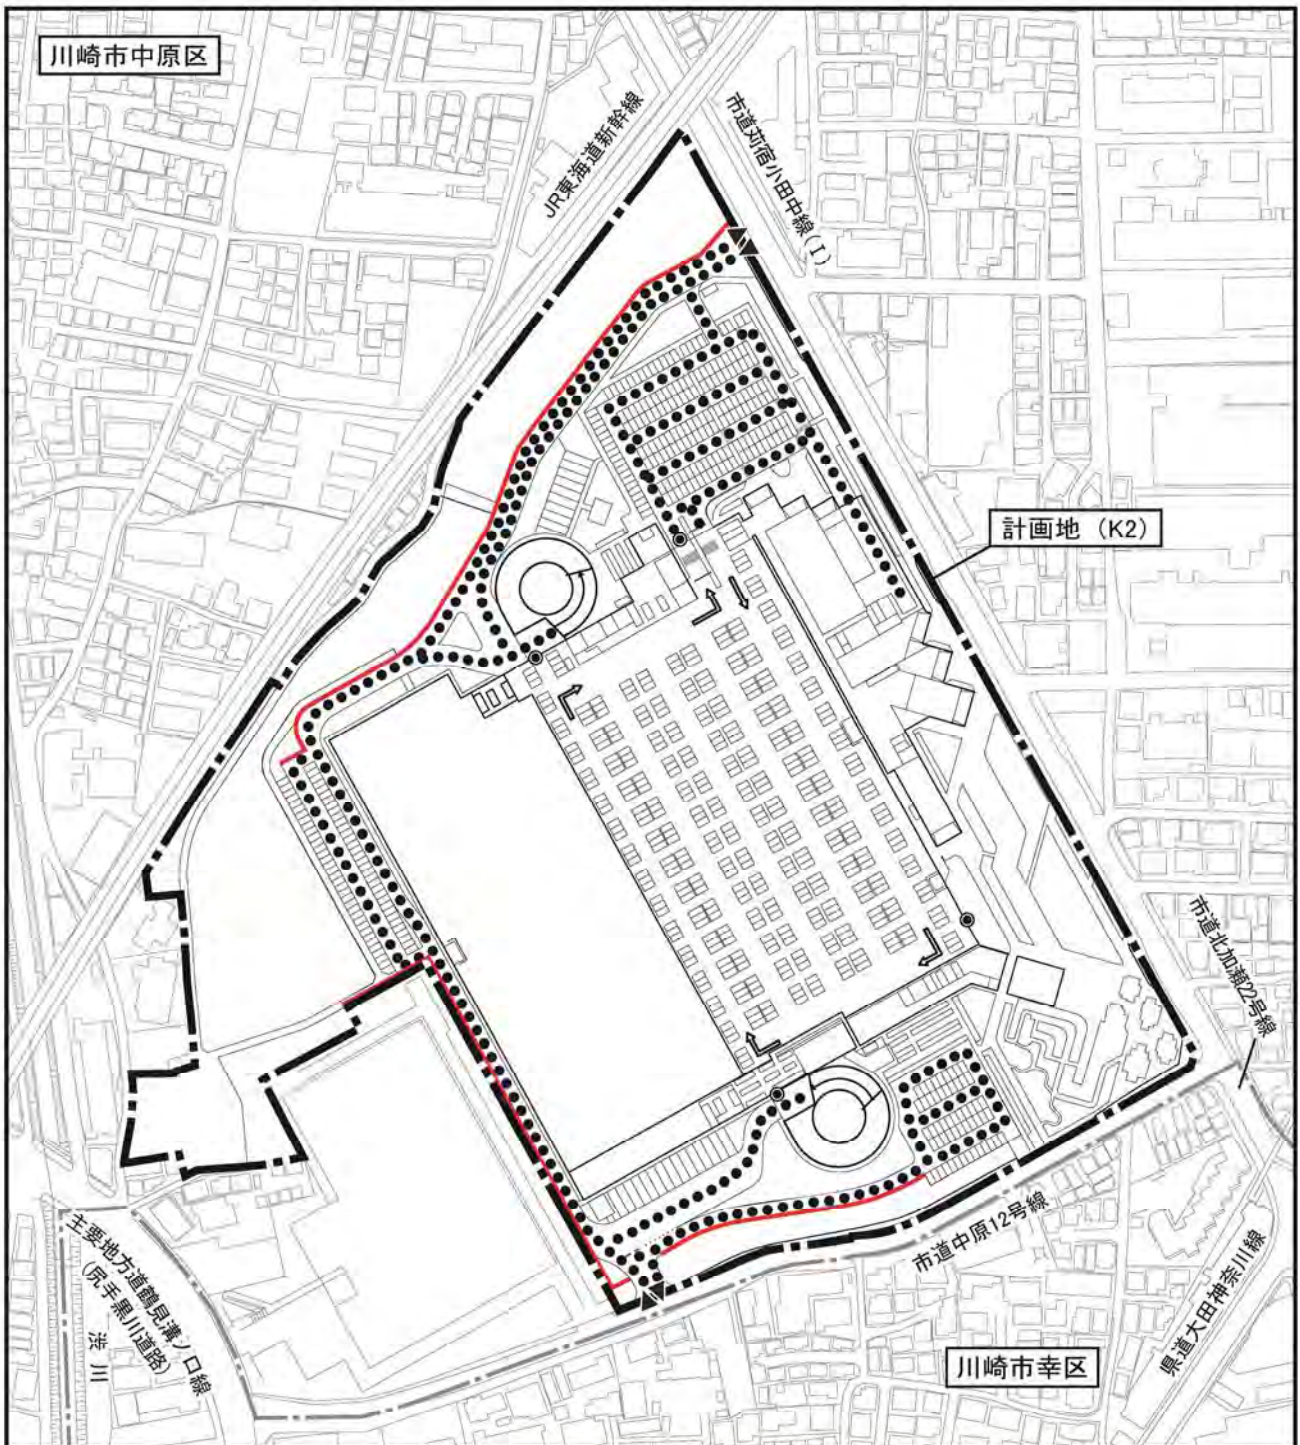 川崎市中原区
JR東海道新幹線
市道苅宿小田中線(Ⅰ)
計画地（K2）
市道北加瀬22号線
市道中原12号線
主要地方道鶴見溝ノ口線
(尻手黒川道路)
渋川
県道大田神奈川線
川崎市幸区